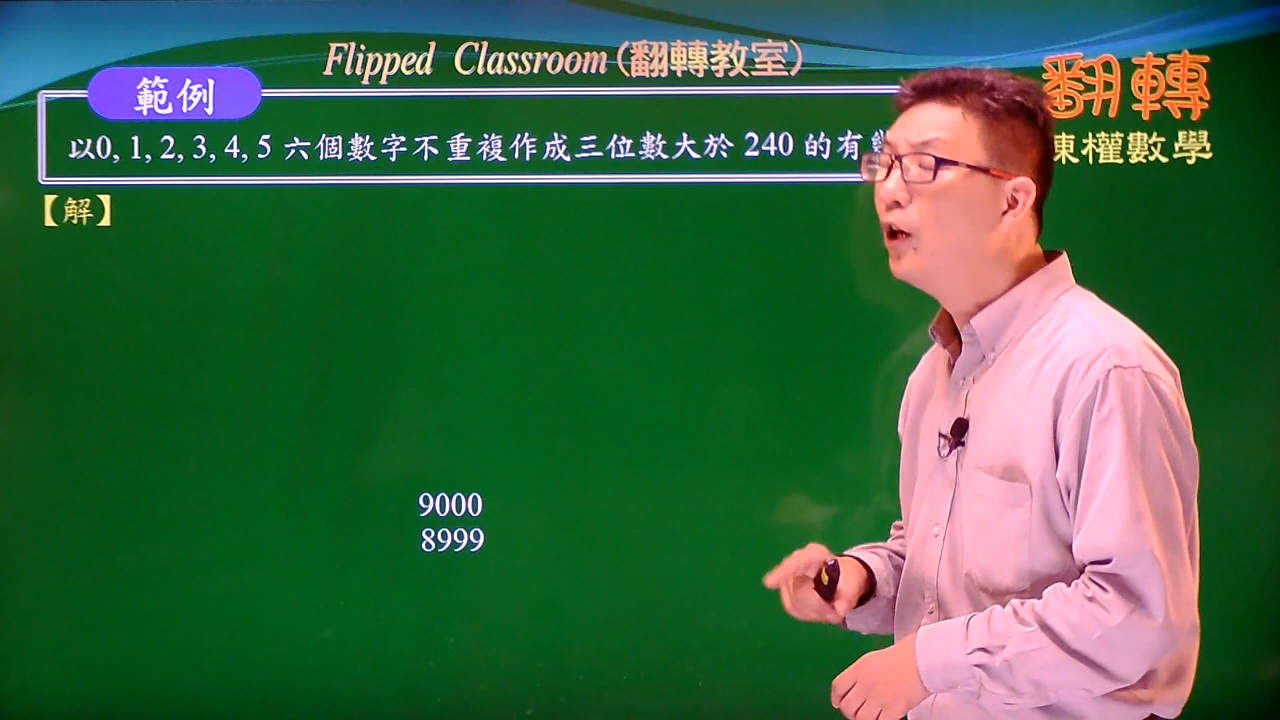 Flipped Classroom (翻轉教室)
翻轉
範例
以0, 1, 2, 3, 4, 5 六個數字不重複作成三位數大於 240 的有
權數學
【解】
9000
8999